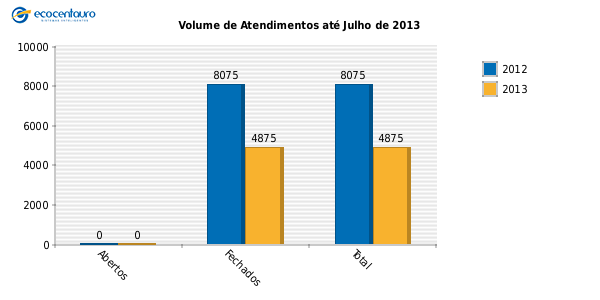 ecocentauro
Volume de Atendimentos até Julho de 2013
10000
8000
6000
4000
2000
0
0 0
8075
4875
8075
4875
Abertos
Fechados
Total
2012
2013